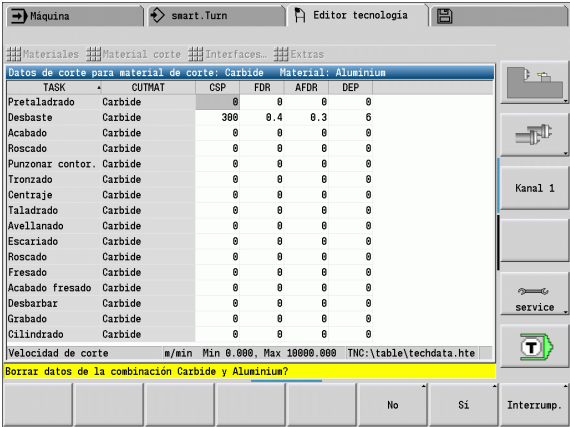 Máquina smart.Turn Editor tecnología
Materiales Material corte Interfaces… Extras
Datos de corte para material de corte: Carbide Material: Aluminium
TASK CUTMAT CSP FDR AFDR DEP
Pretaladrado Carbide 0 0 0 0
Desbaste Carbide 300 0.4 0.3 6
Acabado Carbide 0 0 0 0
Roscado Carbide 0 0 0 0
Punzonar contor. Carbide 0 0 0 0
Tronzado Carbide 0 0 0 0
Centraje Carbide 0 0 0 0
Taladrado Carbide 0 0 0 0
Avellanado Carbide 0 0 0 0
Escariado Carbide 0 0 0 0
Roscado Carbide 0 0 0 0
Fresado Carbide 0 0 0 0
Acabado fresado Carbide 0 0 0 0
Desbarbar Carbide 0 0 0 0
Grabado Carbide 0 0 0 0
Cilindrado Carbide 0 0 0 0
Velocidad de corte m/min Min 0.000, Max 10000.000 TNC:\table\techdata.hte
Borrar datos de la combinación Carbide y Aluminium?
No Sí Interrump.
Kanal 1
service
T